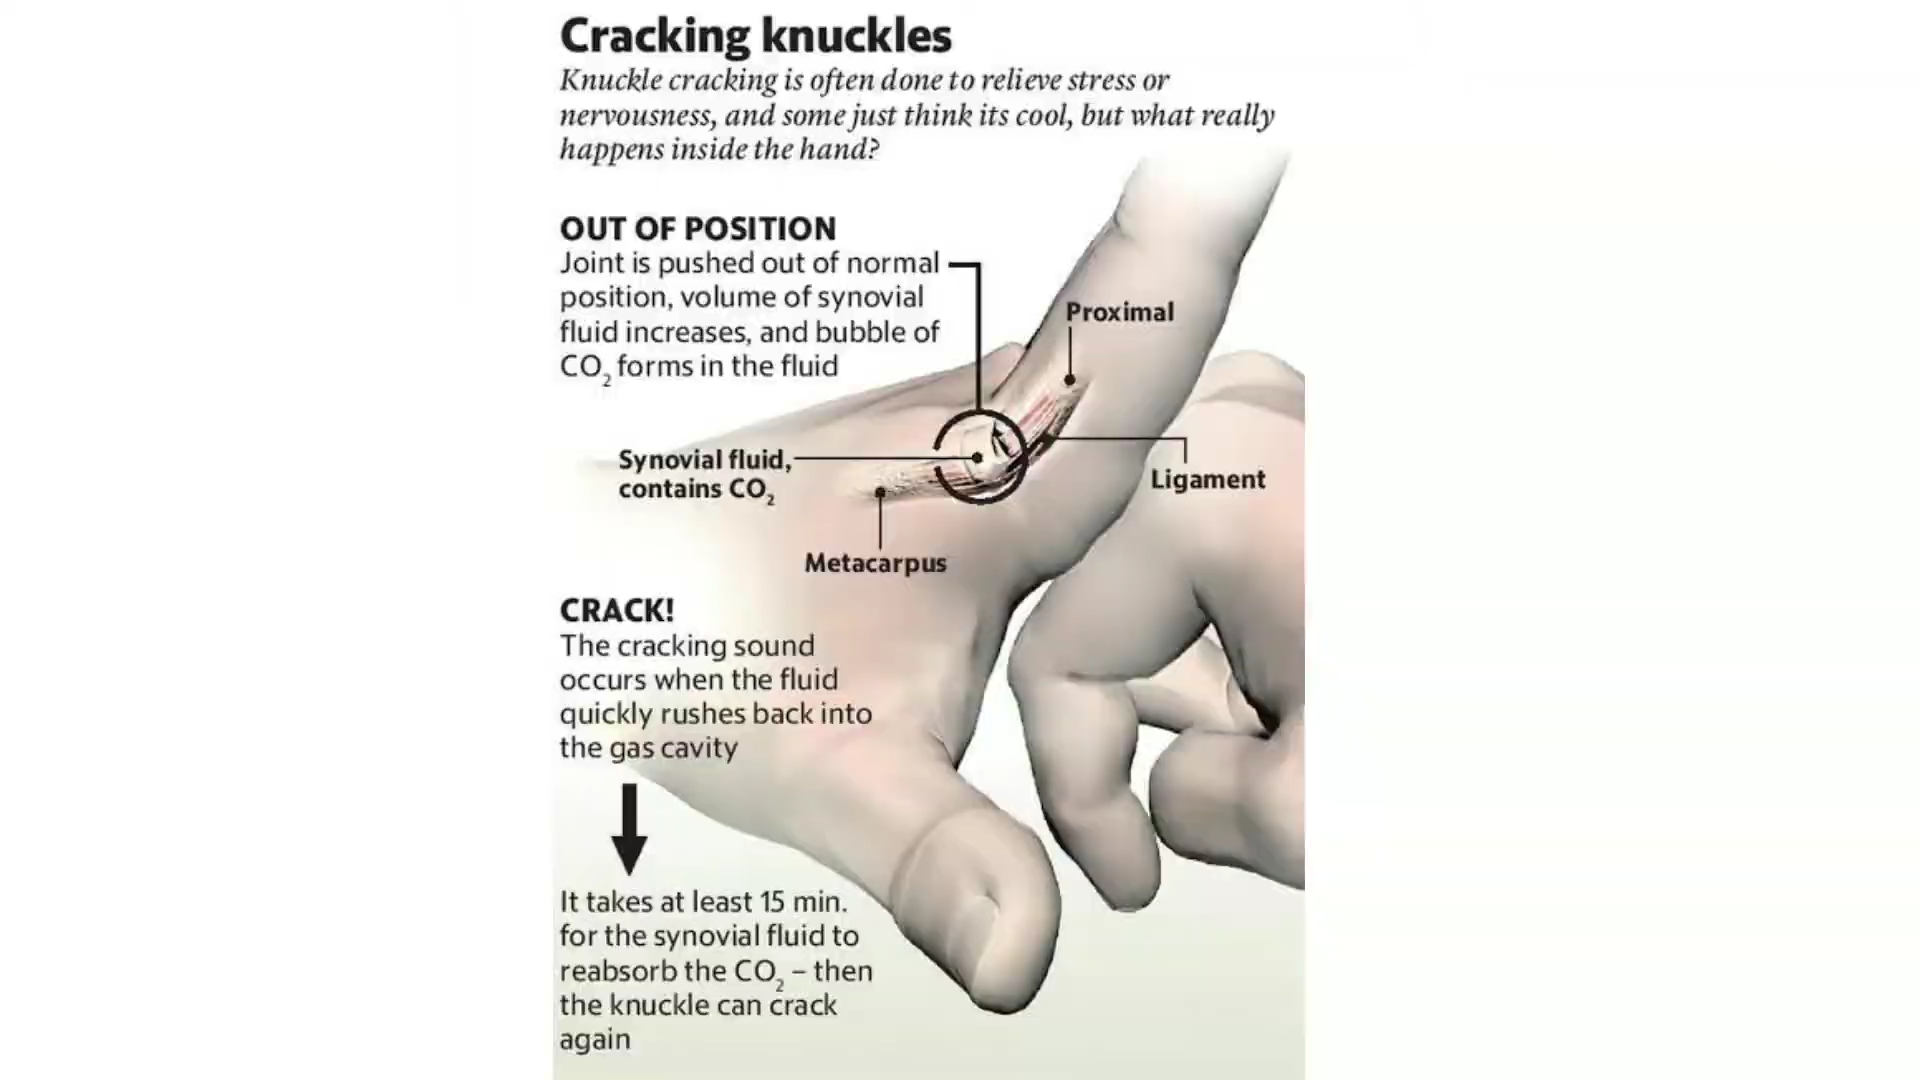 Cracking knuckles
Knuckle cracking is often done to relieve stress or
nervousness, and some just think its cool, but what really
happens inside the hand?
OUT OF POSITION
Joint is pushed out of normal
position, volume of synovial
fluid increases, and bubble of
CO₂ forms in the fluid
Proximal
Synovial fluid,
contains CO₂
Ligament
Metacarpus
CRACK!
The cracking sound
occurs when the fluid
quickly rushes back into
the gas cavity
It takes at least 15 min.
for the synovial fluid to
reabsorb the CO₂ – then
the knuckle can crack
again